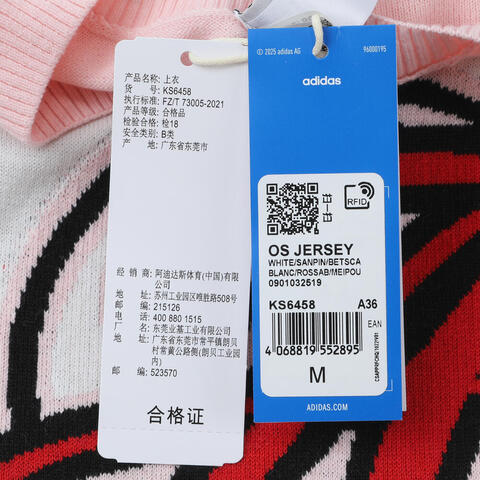 产品名称: 上衣
货 号: KS6458
执行标准: FZ/T 73005-2021
产品等级: 合格品
检验合格: 检18
安全类别: B类
产 地: 广东省东莞市
经 销 商: 阿迪达斯体育(中国)有限公司
地 址: 苏州工业园区唯胜路508号
邮 编: 215126
电 话: 400 880 1515
厂 名: 东莞业基工业有限公司
地 址: 广东省东莞市常平镇朗贝村常黄公路侧(朗贝工业园内)
邮 编: 523570
合格证
© 2025 adidas AG
96000195
adidas
RFID
OS JERSEY
WHITE/SANPIN/BETSCA
BLANC/ROSSAB/MEIPOU
0901032519
KS6458 A36
EAN
4 068819 552895
M
ADIDAS.COM